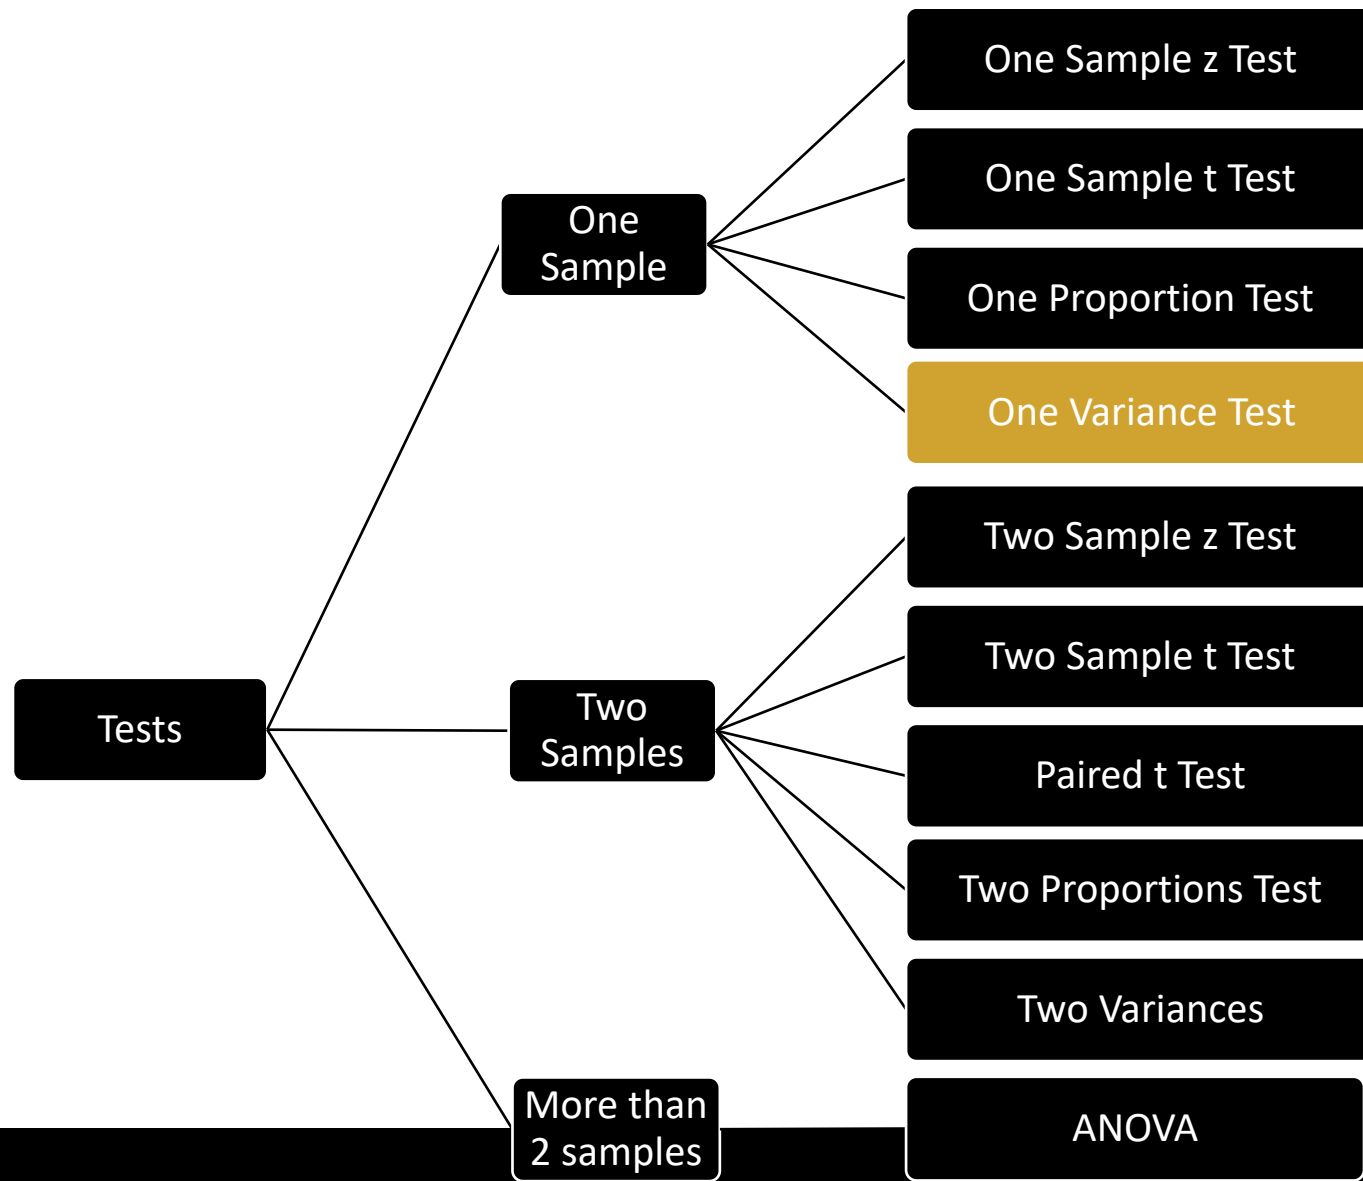 One Sample z Test
One Sample t Test
One
Sample
One Proportion Test
One Variance Test
Two Sample z Test
Two Sample t Test
Tests
Two
Samples
Paired t Test
Two Proportions Test
Two Variances
More than
2 samples
ANOVA